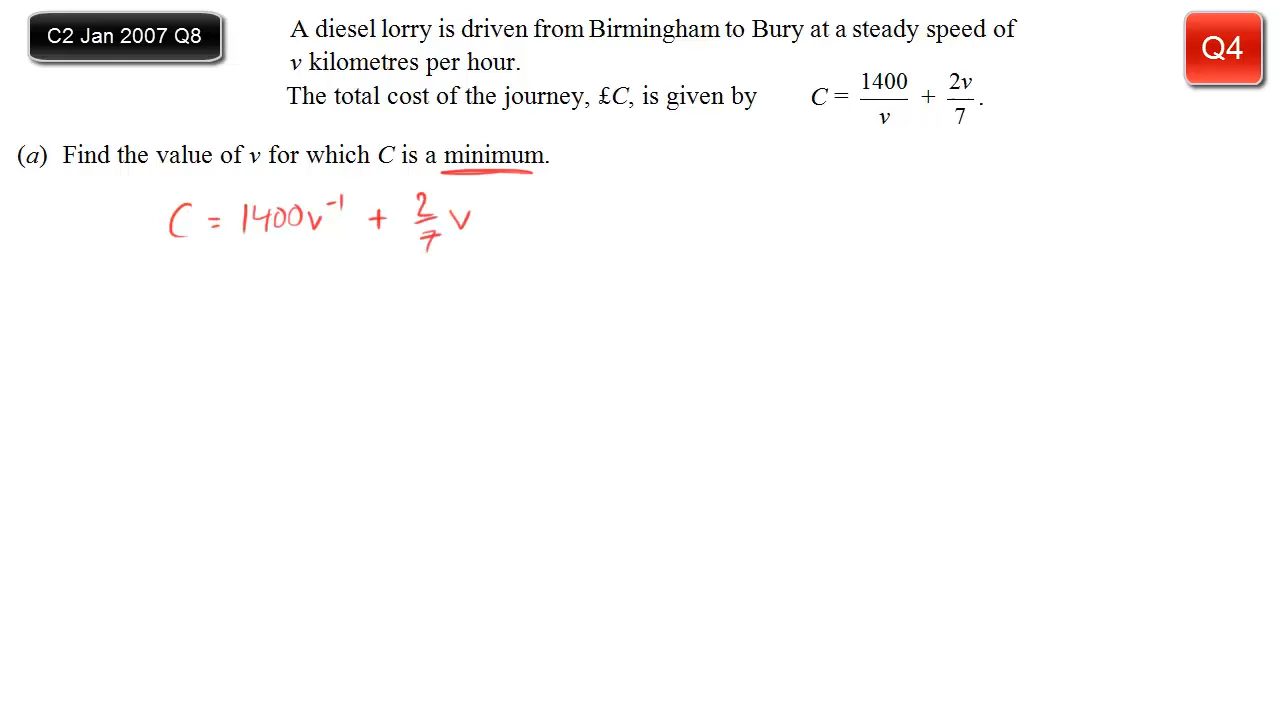 C2 Jan 2007 Q8
A diesel lorry is driven from Birmingham to Bury at a steady speed of
v kilometres per hour.
The total cost of the journey, £C, is given by C = 1400/v + 2v/7.
Q4
(a) Find the value of v for which C is a minimum.
C = 1400v⁻¹ + 2/7 v